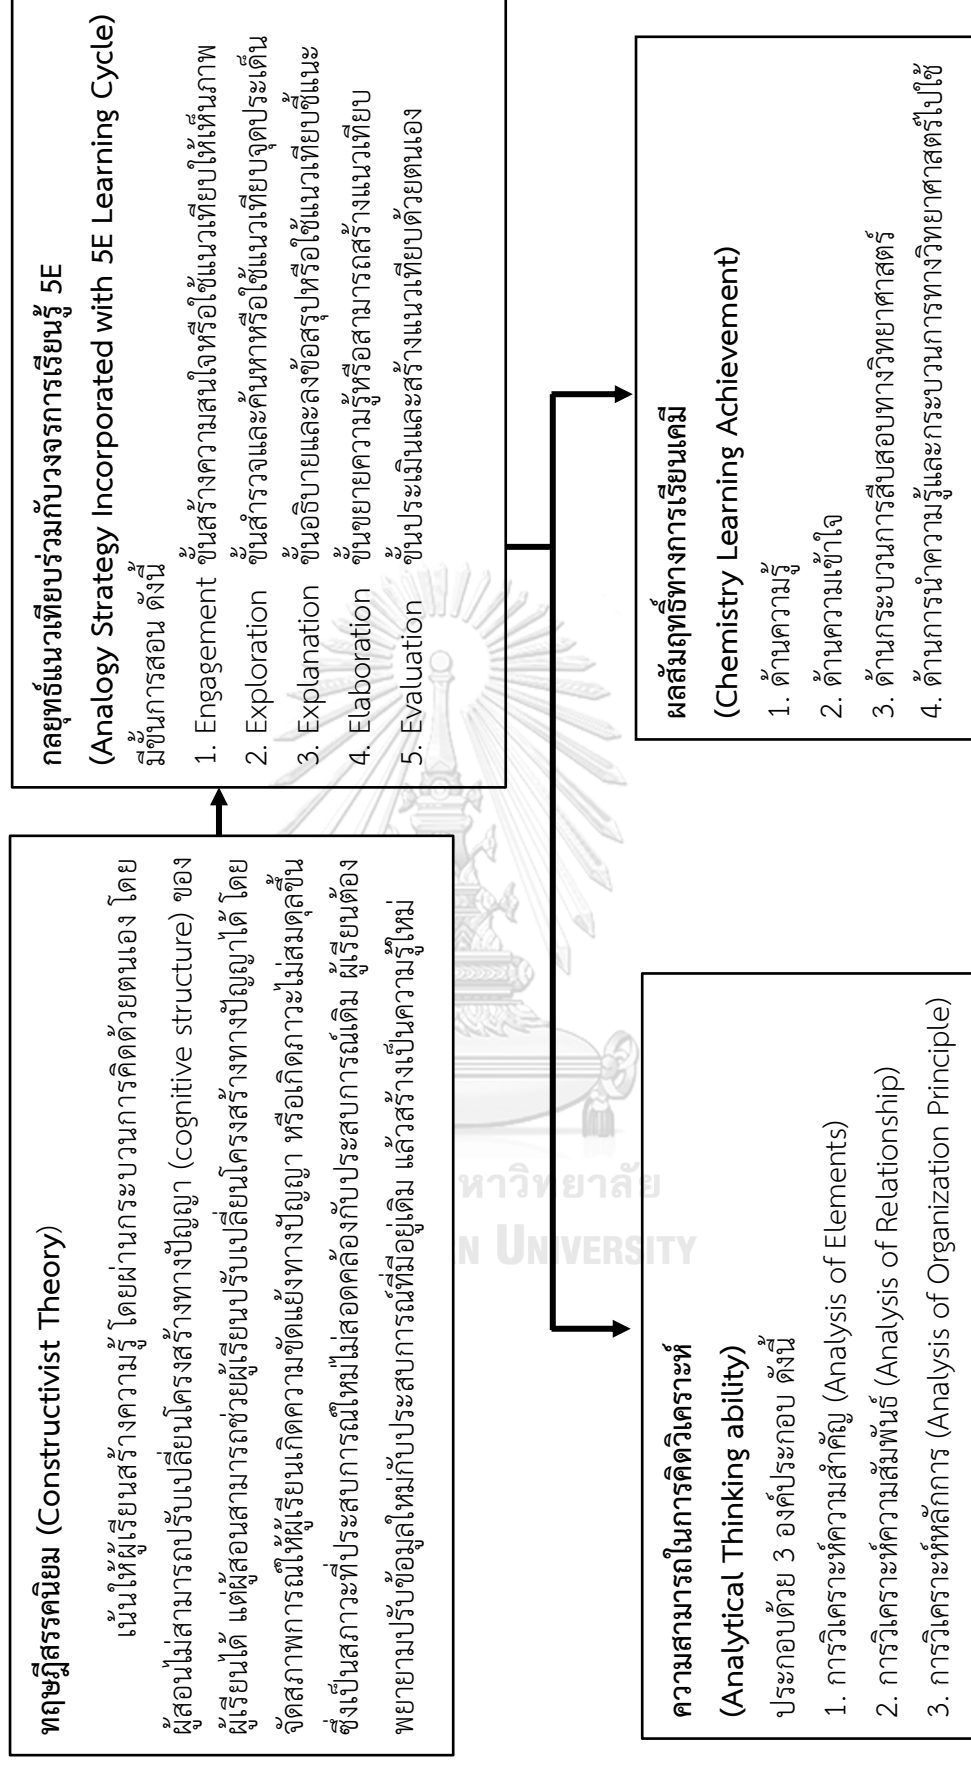 ทฤษฎีสรรคนิยม (Constructivist Theory)
เน้นให้ผู้เรียนสร้างความรู้ โดยผ่านกระบวนการคิดด้วยตนเอง โดย
ผู้สอนไม่สามารถปรับเปลี่ยนโครงสร้างทางปัญญา (cognitive structure) ของ
ผู้เรียนได้ แต่ผู้สอนสามารถช่วยผู้เรียนปรับเปลี่ยนโครงสร้างทางปัญญาได้ โดย
จัดสภาพการณ์ให้ผู้เรียนเกิดความขัดแย้งทางปัญญา หรือเกิดภาวะไม่สมดุลขึ้น
ซึ่งเป็นสภาวะที่ประสบการณ์ใหม่ไม่สอดคล้องกับประสบการณ์เดิม ผู้เรียนต้อง
พยายามปรับข้อมูลใหม่กับประสบการณ์ที่มีอยู่เดิม แล้วสร้างเป็นความรู้ใหม่
กลยุทธ์แนวเทียบร่วมกับวงจรการเรียนรู้ 5E
(Analogy Strategy Incorporated with 5E Learning Cycle)
มีขั้นการสอน ดังนี้
1. Engagement ขั้นสร้างความสนใจหรือใช้แนวเทียบให้เห็นภาพ
2. Exploration ขั้นสำรวจและค้นหาหรือใช้แนวเทียบจุดประเด็น
3. Explanation ขั้นอธิบายและลงข้อสรุปหรือใช้แนวเทียบชี้แนะ
4. Elaboration ขั้นขยายความรู้หรือสามารถสร้างแนวเทียบ
5. Evaluation ขั้นประเมินและสร้างแนวเทียบด้วยตนเอง
ความสามารถในการคิดวิเคราะห์
(Analytical Thinking ability)
ประกอบด้วย 3 องค์ประกอบ ดังนี้
1. การวิเคราะห์ความสำคัญ (Analysis of Elements)
2. การวิเคราะห์ความสัมพันธ์ (Analysis of Relationship)
3. การวิเคราะห์หลักการ (Analysis of Organization Principle)
ผลสัมฤทธิ์ทางการเรียนเคมี
(Chemistry Learning Achievement)
1. ด้านความรู้
2. ด้านความเข้าใจ
3. ด้านกระบวนการสืบสอบทางวิทยาศาสตร์
4. ด้านการนำความรู้และกระบวนการทางวิทยาศาสตร์ไปใช้
หาวิทยาลัย
N UNIVERSITY